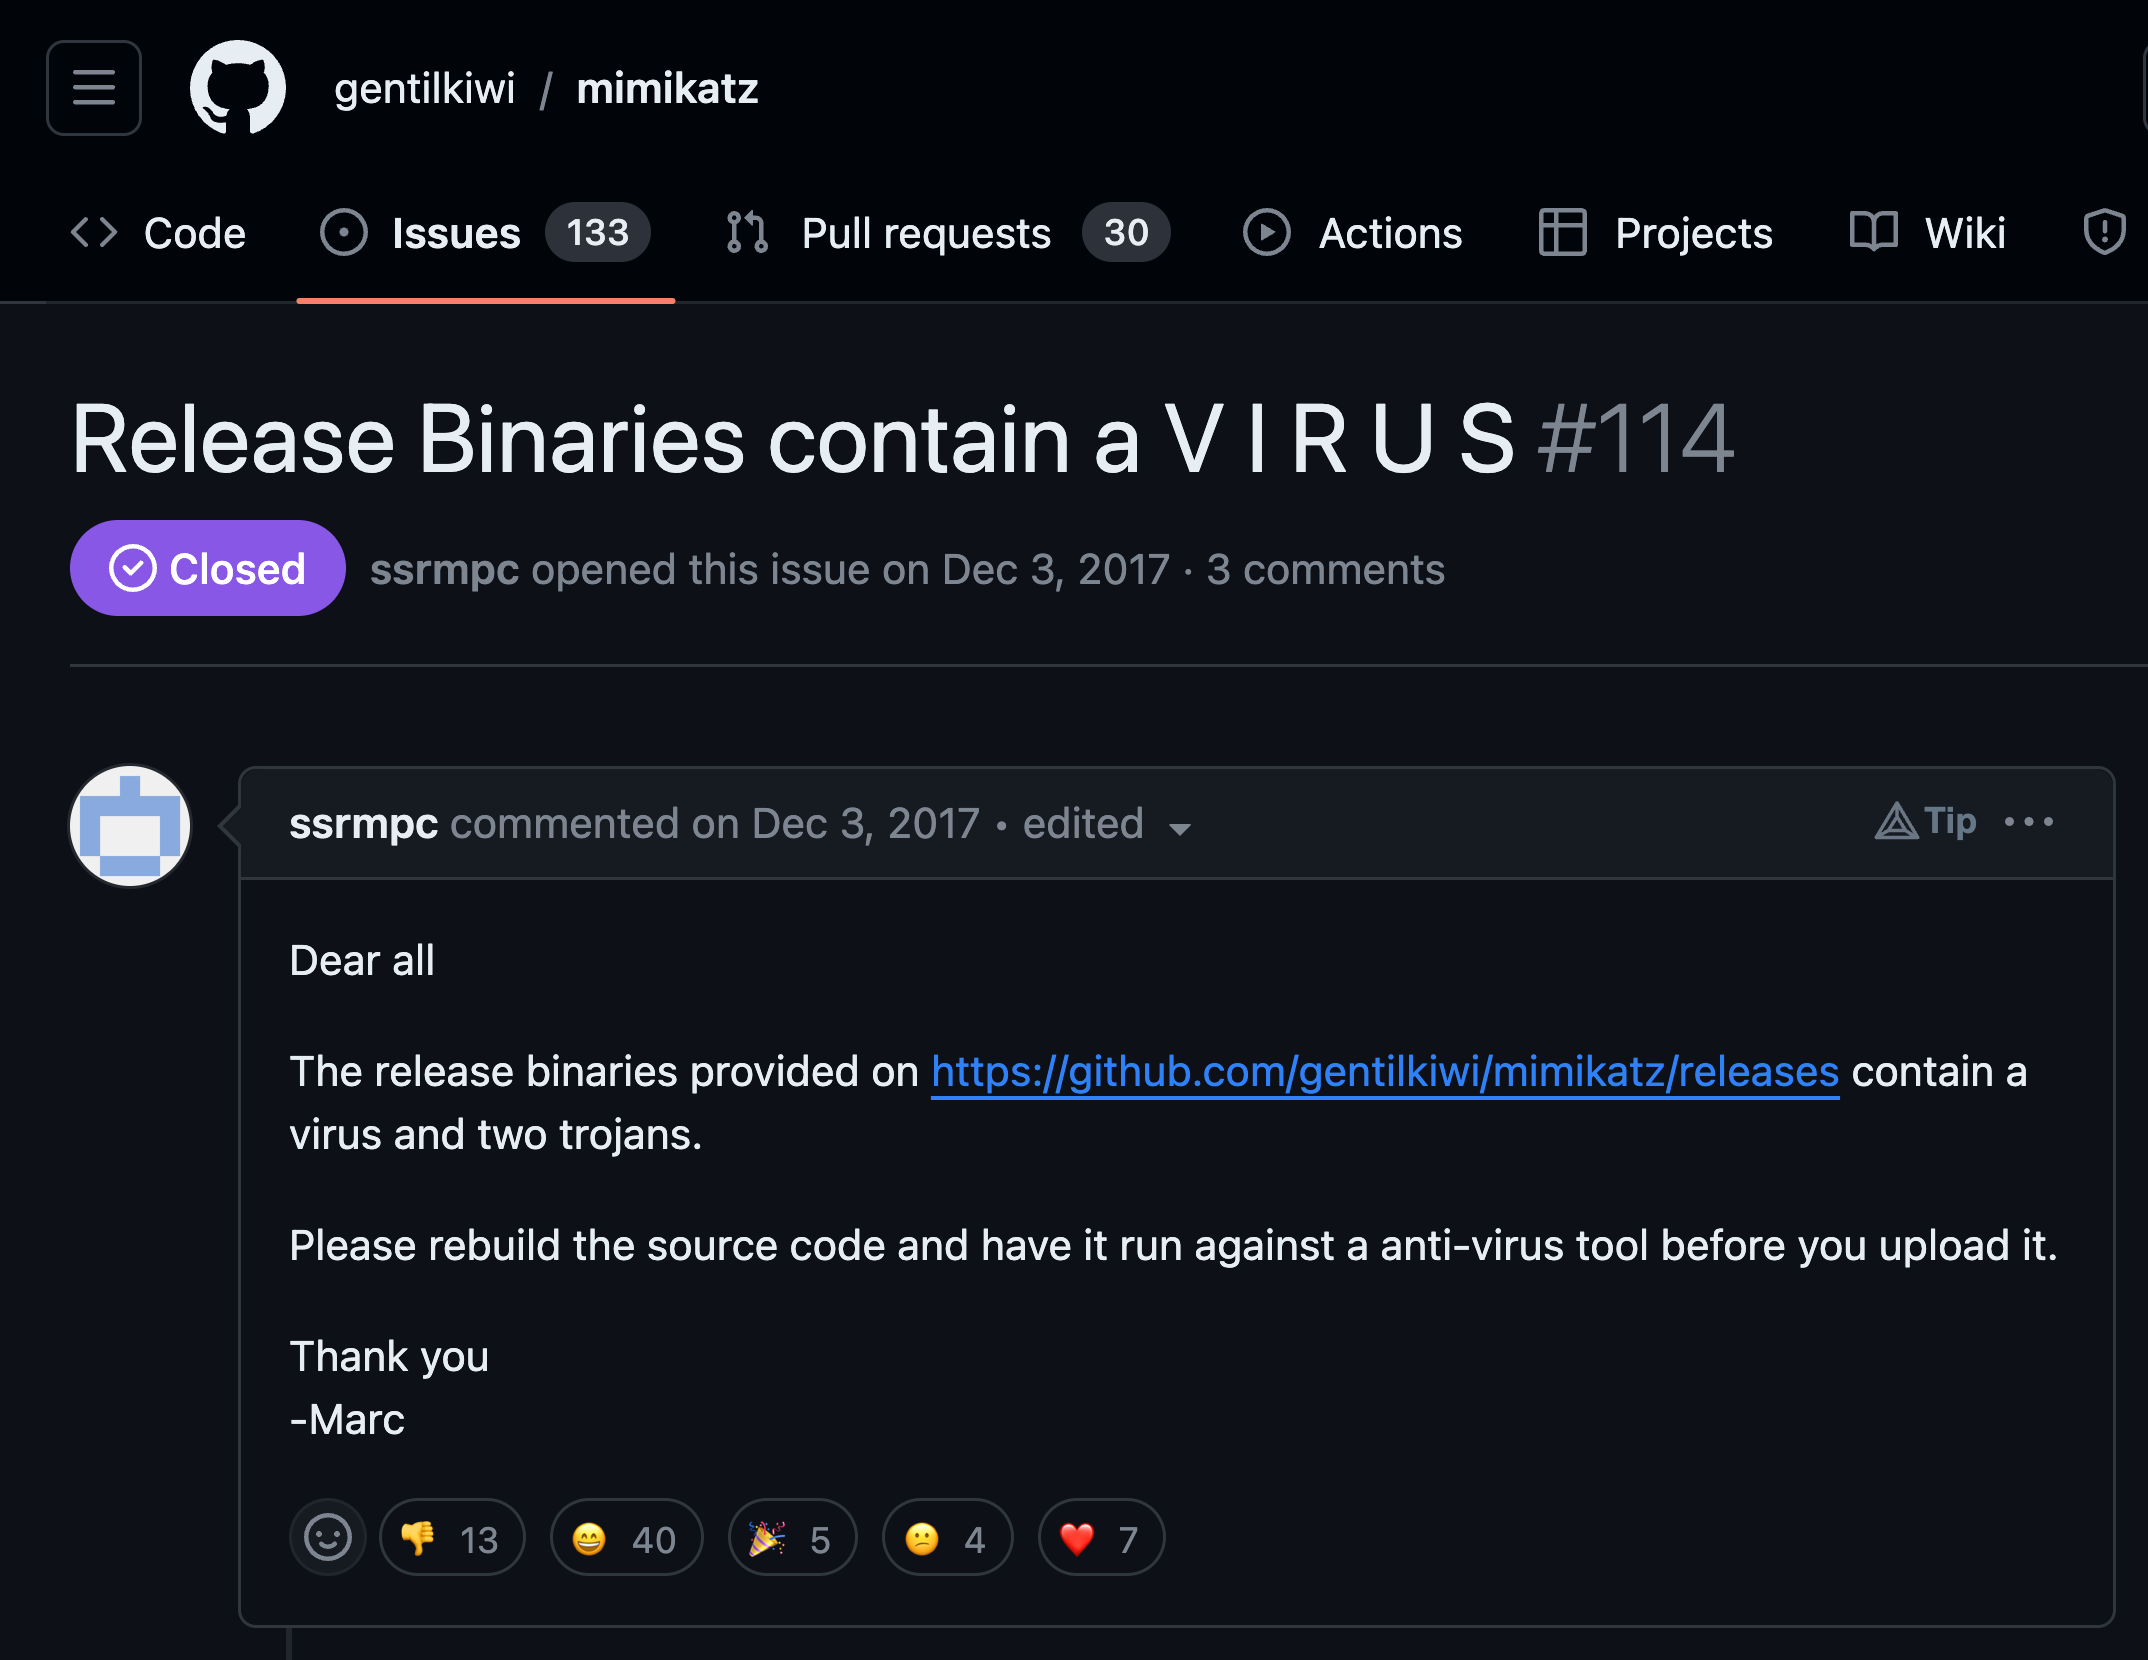 gentilkiwi / mimikatz
Code Issues 133 Pull requests 30 Actions Projects Wiki
Release Binaries contain a V I R U S #114
Closed ssrmpc opened this issue on Dec 3, 2017 · 3 comments
ssrmpc commented on Dec 3, 2017 • edited Tip
Dear all
The release binaries provided on https://github.com/gentilkiwi/mimikatz/releases contain a
virus and two trojans.
Please rebuild the source code and have it run against a anti-virus tool before you upload it.
Thank you
-Marc
13 40 5 4 7